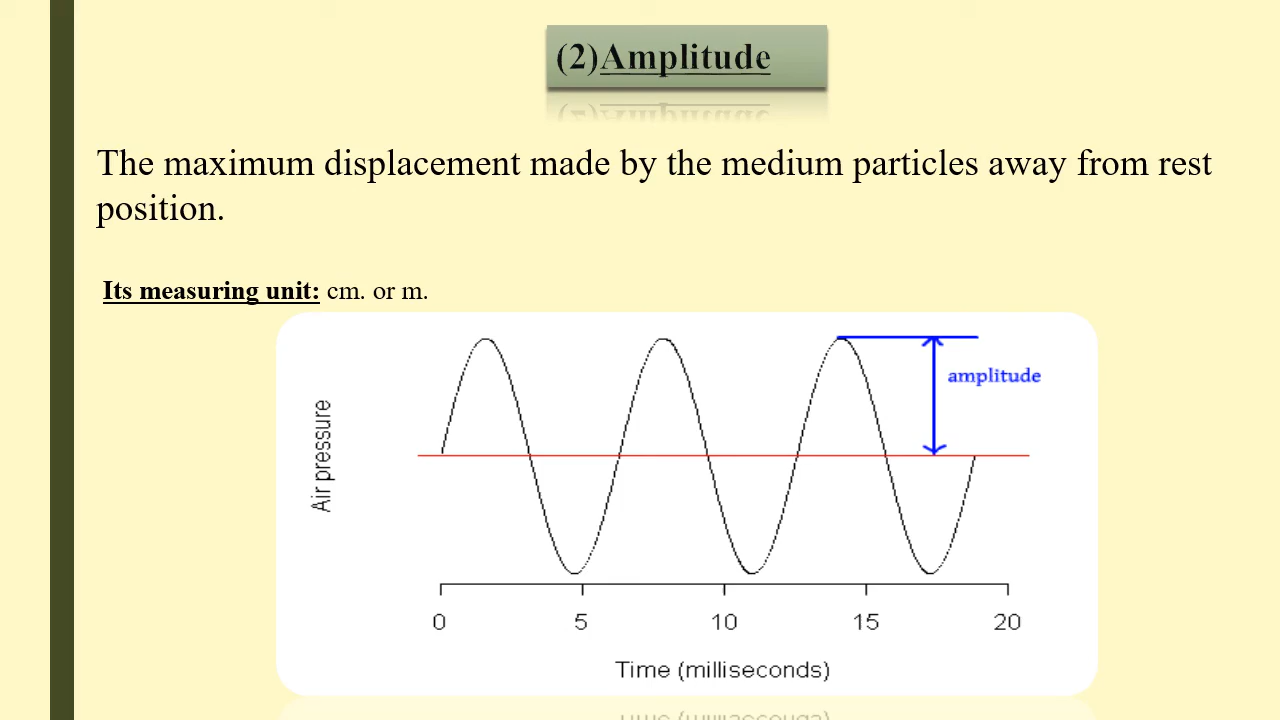 (2)Amplitude
The maximum displacement made by the medium particles away from rest
position.
Its measuring unit: cm. or m.
amplitude
Air pressure
0 5 10 15 20
Time (milliseconds)